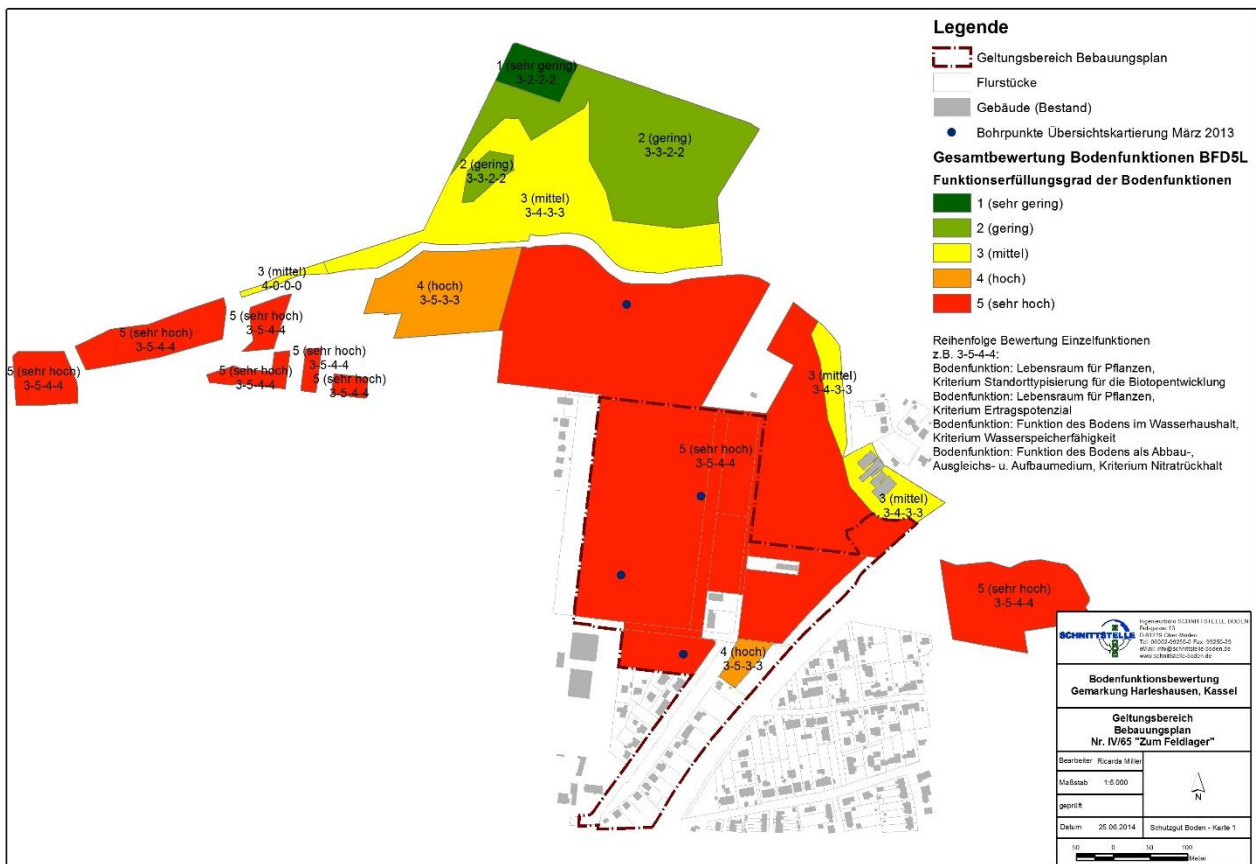 Legende
Geltungsbereich Bebauungsplan
Flurstücke
Gebäude (Bestand)
Bohrpunkte Übersichtskartierung März 2013
Gesamtbewertung Bodenfunktionen BFD5L
Funktionserfüllungsgrad der Bodenfunktionen
1 (sehr gering)
2 (gering)
3 (mittel)
4 (hoch)
5 (sehr hoch)
Reihenfolge Bewertung Einzelfunktionen
z.B. 3-5-4-4:
Bodenfunktion: Lebensraum für Pflanzen,
Kriterium Standorttypisierung für die Biotopentwicklung
Bodenfunktion: Lebensraum für Pflanzen,
Kriterium Ertragspotenzial
Bodenfunktion: Funktion des Bodens im Wasserhaushalt,
Kriterium Wasserspeicherfähigkeit
Bodenfunktion: Funktion des Bodens als Abbau-,
Ausgleichs- u. Aufbaumedium, Kriterium Nitratrückhalt
1 (sehr gering)
3-2-2-2
2 (gering)
3-3-2-2
2 (gering)
3-3-2-2
3 (mittel)
3-4-3-3
3 (mittel)
4-0-0-0
4 (hoch)
3-5-3-3
5 (sehr hoch)
3-5-4-4
5 (sehr hoch)
3-5-4-4
5 (sehr hoch)
3-5-4-4
5 (sehr hoch)
3-5-4-4
5 (sehr hoch)
3-5-4-4
5 (sehr hoch)
3-5-4-4
3 (mittel)
3-4-3-3
5 (sehr hoch)
3-5-4-4
3 (mittel)
3-4-3-3
5 (sehr hoch)
3-5-4-4
4 (hoch)
3-5-3-3
SCHNITTSTELLE
BODEN
Ingenieurbüro SCHNITTSTELLE BODEN
www.schnittstelle-boden.de
Bodenfunktionsbewertung
Gemarkung Harleshausen, Kassel
Geltungsbereich
Bebauungsplan
Nr. IV/65 "Zum Feldlager"
Bearbeiter Ricarda Miller
Maßstab 1:6.000
geprüft
N
Datum 25.06.2014 Schutzgut Boden - Karte 1
50 0 50 100
Meter